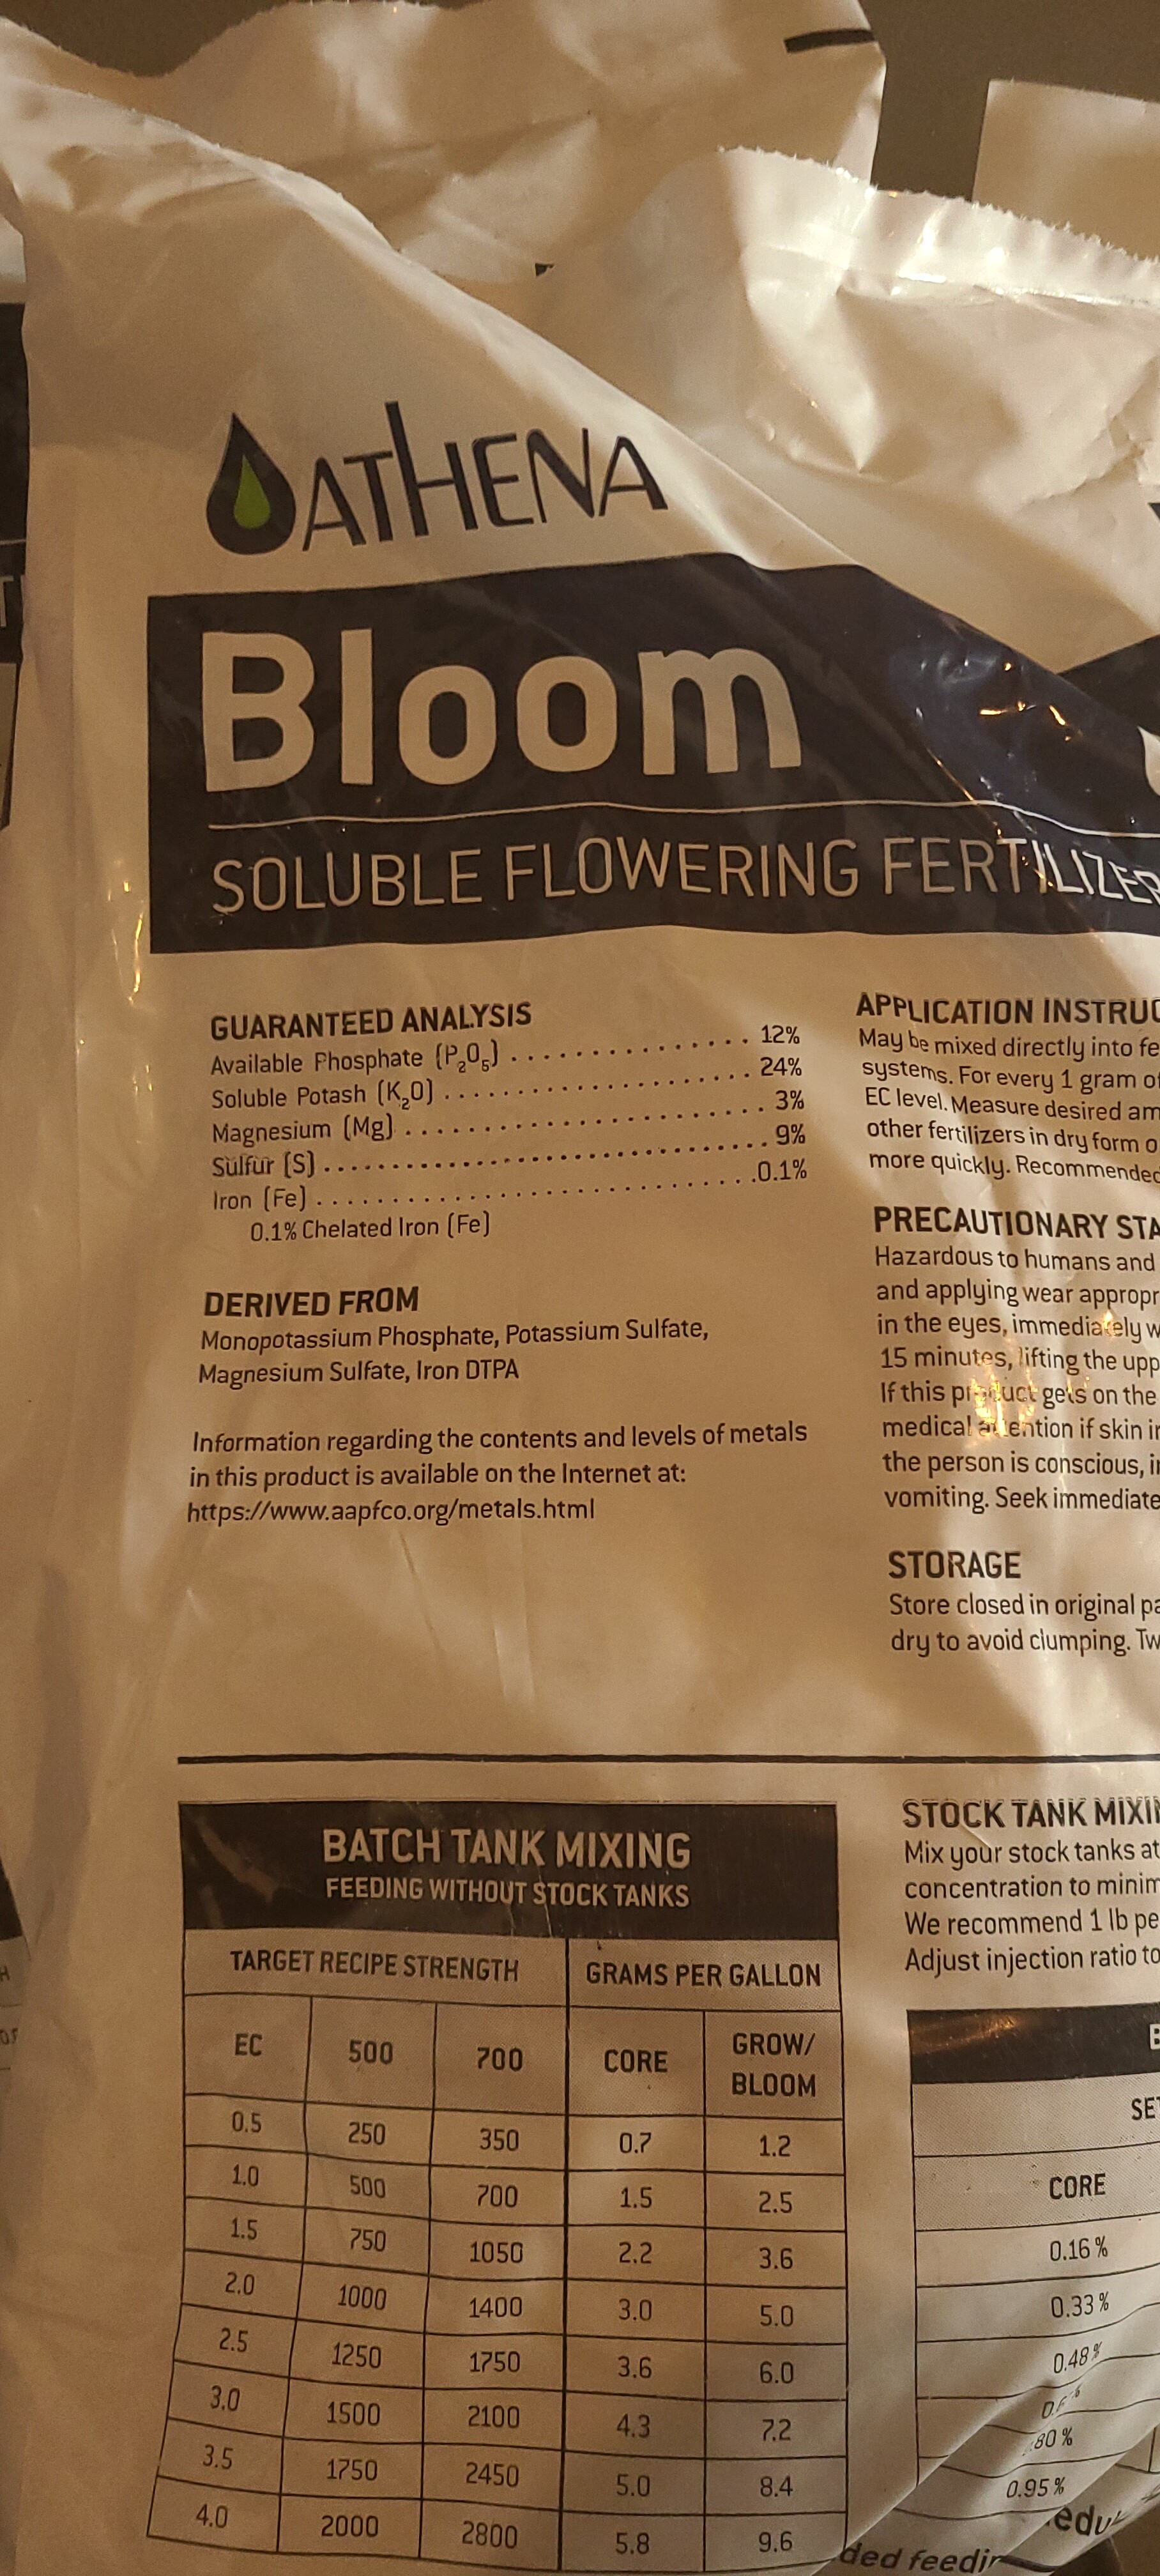 ATHENA
Bloom
SOLUBLE FLOWERING FERTILIZER
GUARANTEED ANALYSIS
Available Phosphate (P₂O₅) . . . . . . . . . . . . . . . . 12%
Soluble Potash (K₂O) . . . . . . . . . . . . . . . . . . . . 24%
Magnesium (Mg) . . . . . . . . . . . . . . . . . . . . . . . . 3%
Sulfur (S) . . . . . . . . . . . . . . . . . . . . . . . . . . . . . . 9%
Iron (Fe) . . . . . . . . . . . . . . . . . . . . . . . . . . . . . .0.1%
0.1% Chelated Iron (Fe)
DERIVED FROM
Monopotassium Phosphate, Potassium Sulfate,
Magnesium Sulfate, Iron DTPA
Information regarding the contents and levels of metals
in this product is available on the Internet at:
https://www.aapfco.org/metals.html
APPLICATION INSTRUC
May be mixed directly into fe
systems. For every 1 gram of
EC level. Measure desired am
other fertilizers in dry form o
more quickly. Recommended
PRECAUTIONARY STA
Hazardous to humans and
and applying wear appropr
in the eyes, immediately w
15 minutes, lifting the upp
If this product gets on the
medical attention if skin ir
the person is conscious, in
vomiting. Seek immediate
STORAGE
Store closed in original pa
dry to avoid clumping. Tw
BATCH TANK MIXING
FEEDING WITHOUT STOCK TANKS
TARGET RECIPE STRENGTH GRAMS PER GALLON
EC 500 700 CORE GROW/
BLOOM
0.5 250 350 0.7 1.2
1.0 500 700 1.5 2.5
1.5 750 1050 2.2 3.6
2.0 1000 1400 3.0 5.0
2.5 1250 1750 3.6 6.0
3.0 1500 2100 4.3 7.2
3.5 1750 2450 5.0 8.4
4.0 2000 2800 5.8 9.6
STOCK TANK MIXIN
Mix your stock tanks at
concentration to minim
We recommend 1 lb pe
Adjust injection ratio to
SET
CORE
0.16 %
0.33 %
0.48 %
80 %
0.95 %
edu
ded feedin